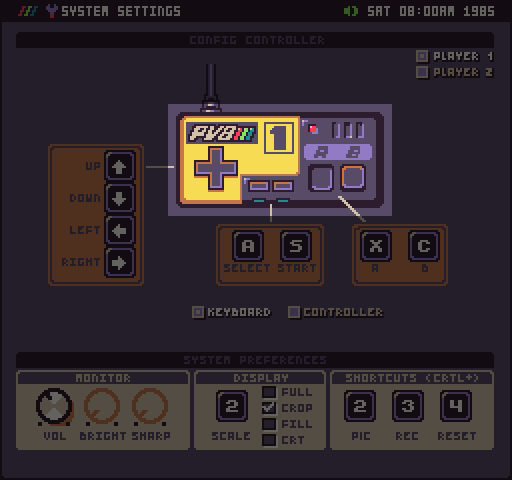 SYSTEM SETTINGS
SAT 08:00AM 1985
CONFIG CONTROLLER
PLAYER 1
PLAYER 2
PV8
1
A B
UP
DOWN
LEFT
RIGHT
A S
SELECT START
X C
A B
KEYBOARD CONTROLLER
SYSTEM PREFERENCES
MONITOR
VOL BRIGHT SHARP
DISPLAY
2
SCALE
FULL
CROP
FILL
CRT
SHORTCUTS (CRTL+)
2 3 4
PIC REC RESET